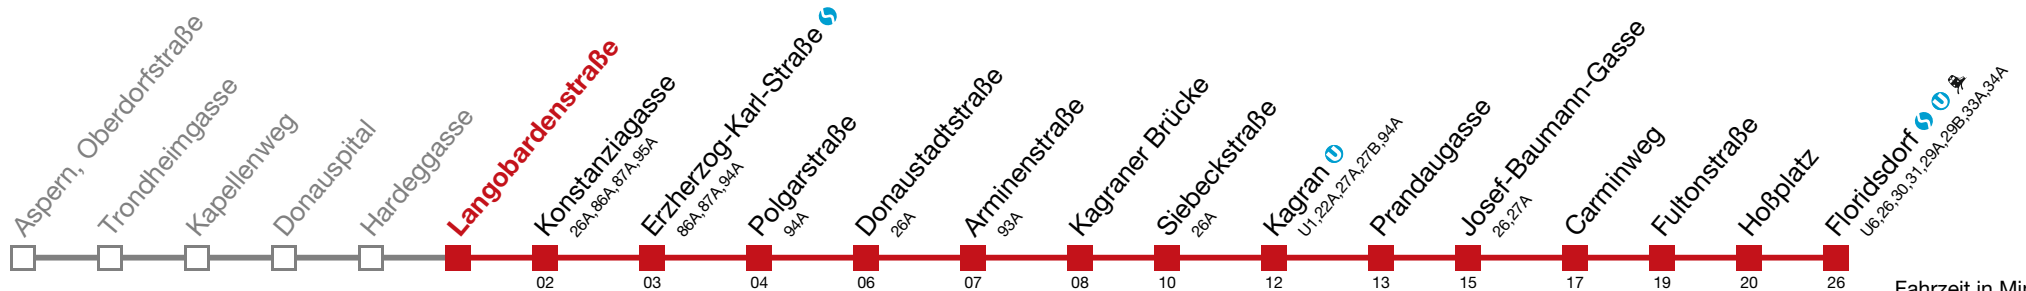 Aspern, Oberdorfstraße
Trondheimgasse
Kapellenweg
Donauspital
Hardeggasse
Langobardenstraße
Konstanziagasse
26A,86A,87A,95A
Erzherzog-Karl-Straße
86A,87A,94A
Polgarstraße
94A
Donaustadtstraße
26A
Arminenstraße
93A
Kagraner Brücke
Siebeckstraße
26A
Kagran U
U1,22A,27A,27B,94A
Prandaugasse
Josef-Baumann-Gasse
26,27A
Carminweg
Fultonstraße
Hoßplatz
Floridsdorf S U
U6,26,30,31,29A,29B,33A,34A
02 03 04 06 07 08 10 12 13 15 17 19 20 26
Fahrzeit in